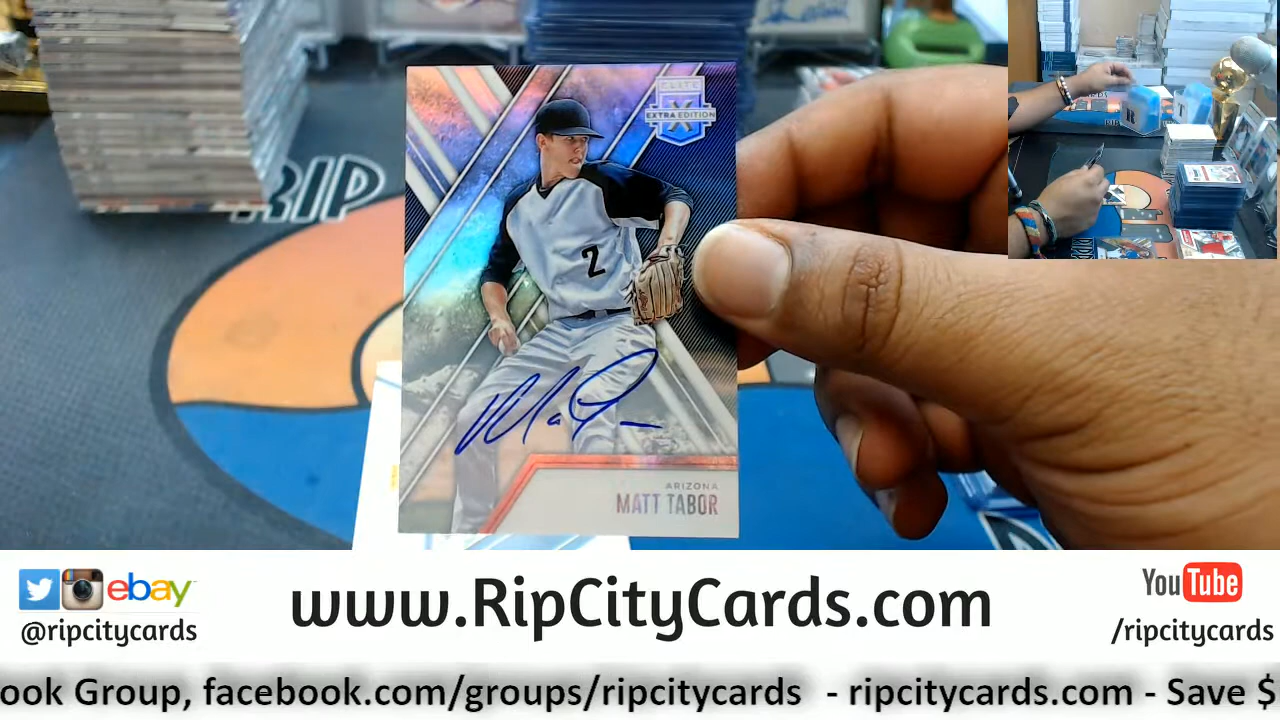 RIP
ELITE
EXTRA EDITION
X
2
ARIZONA
MATT TABOR
ebay
@ripcitycards
www.RipCityCards.com
YouTube
/ripcitycards
ook Group, facebook.com/groups/ripcitycards - ripcitycards.com - Save $